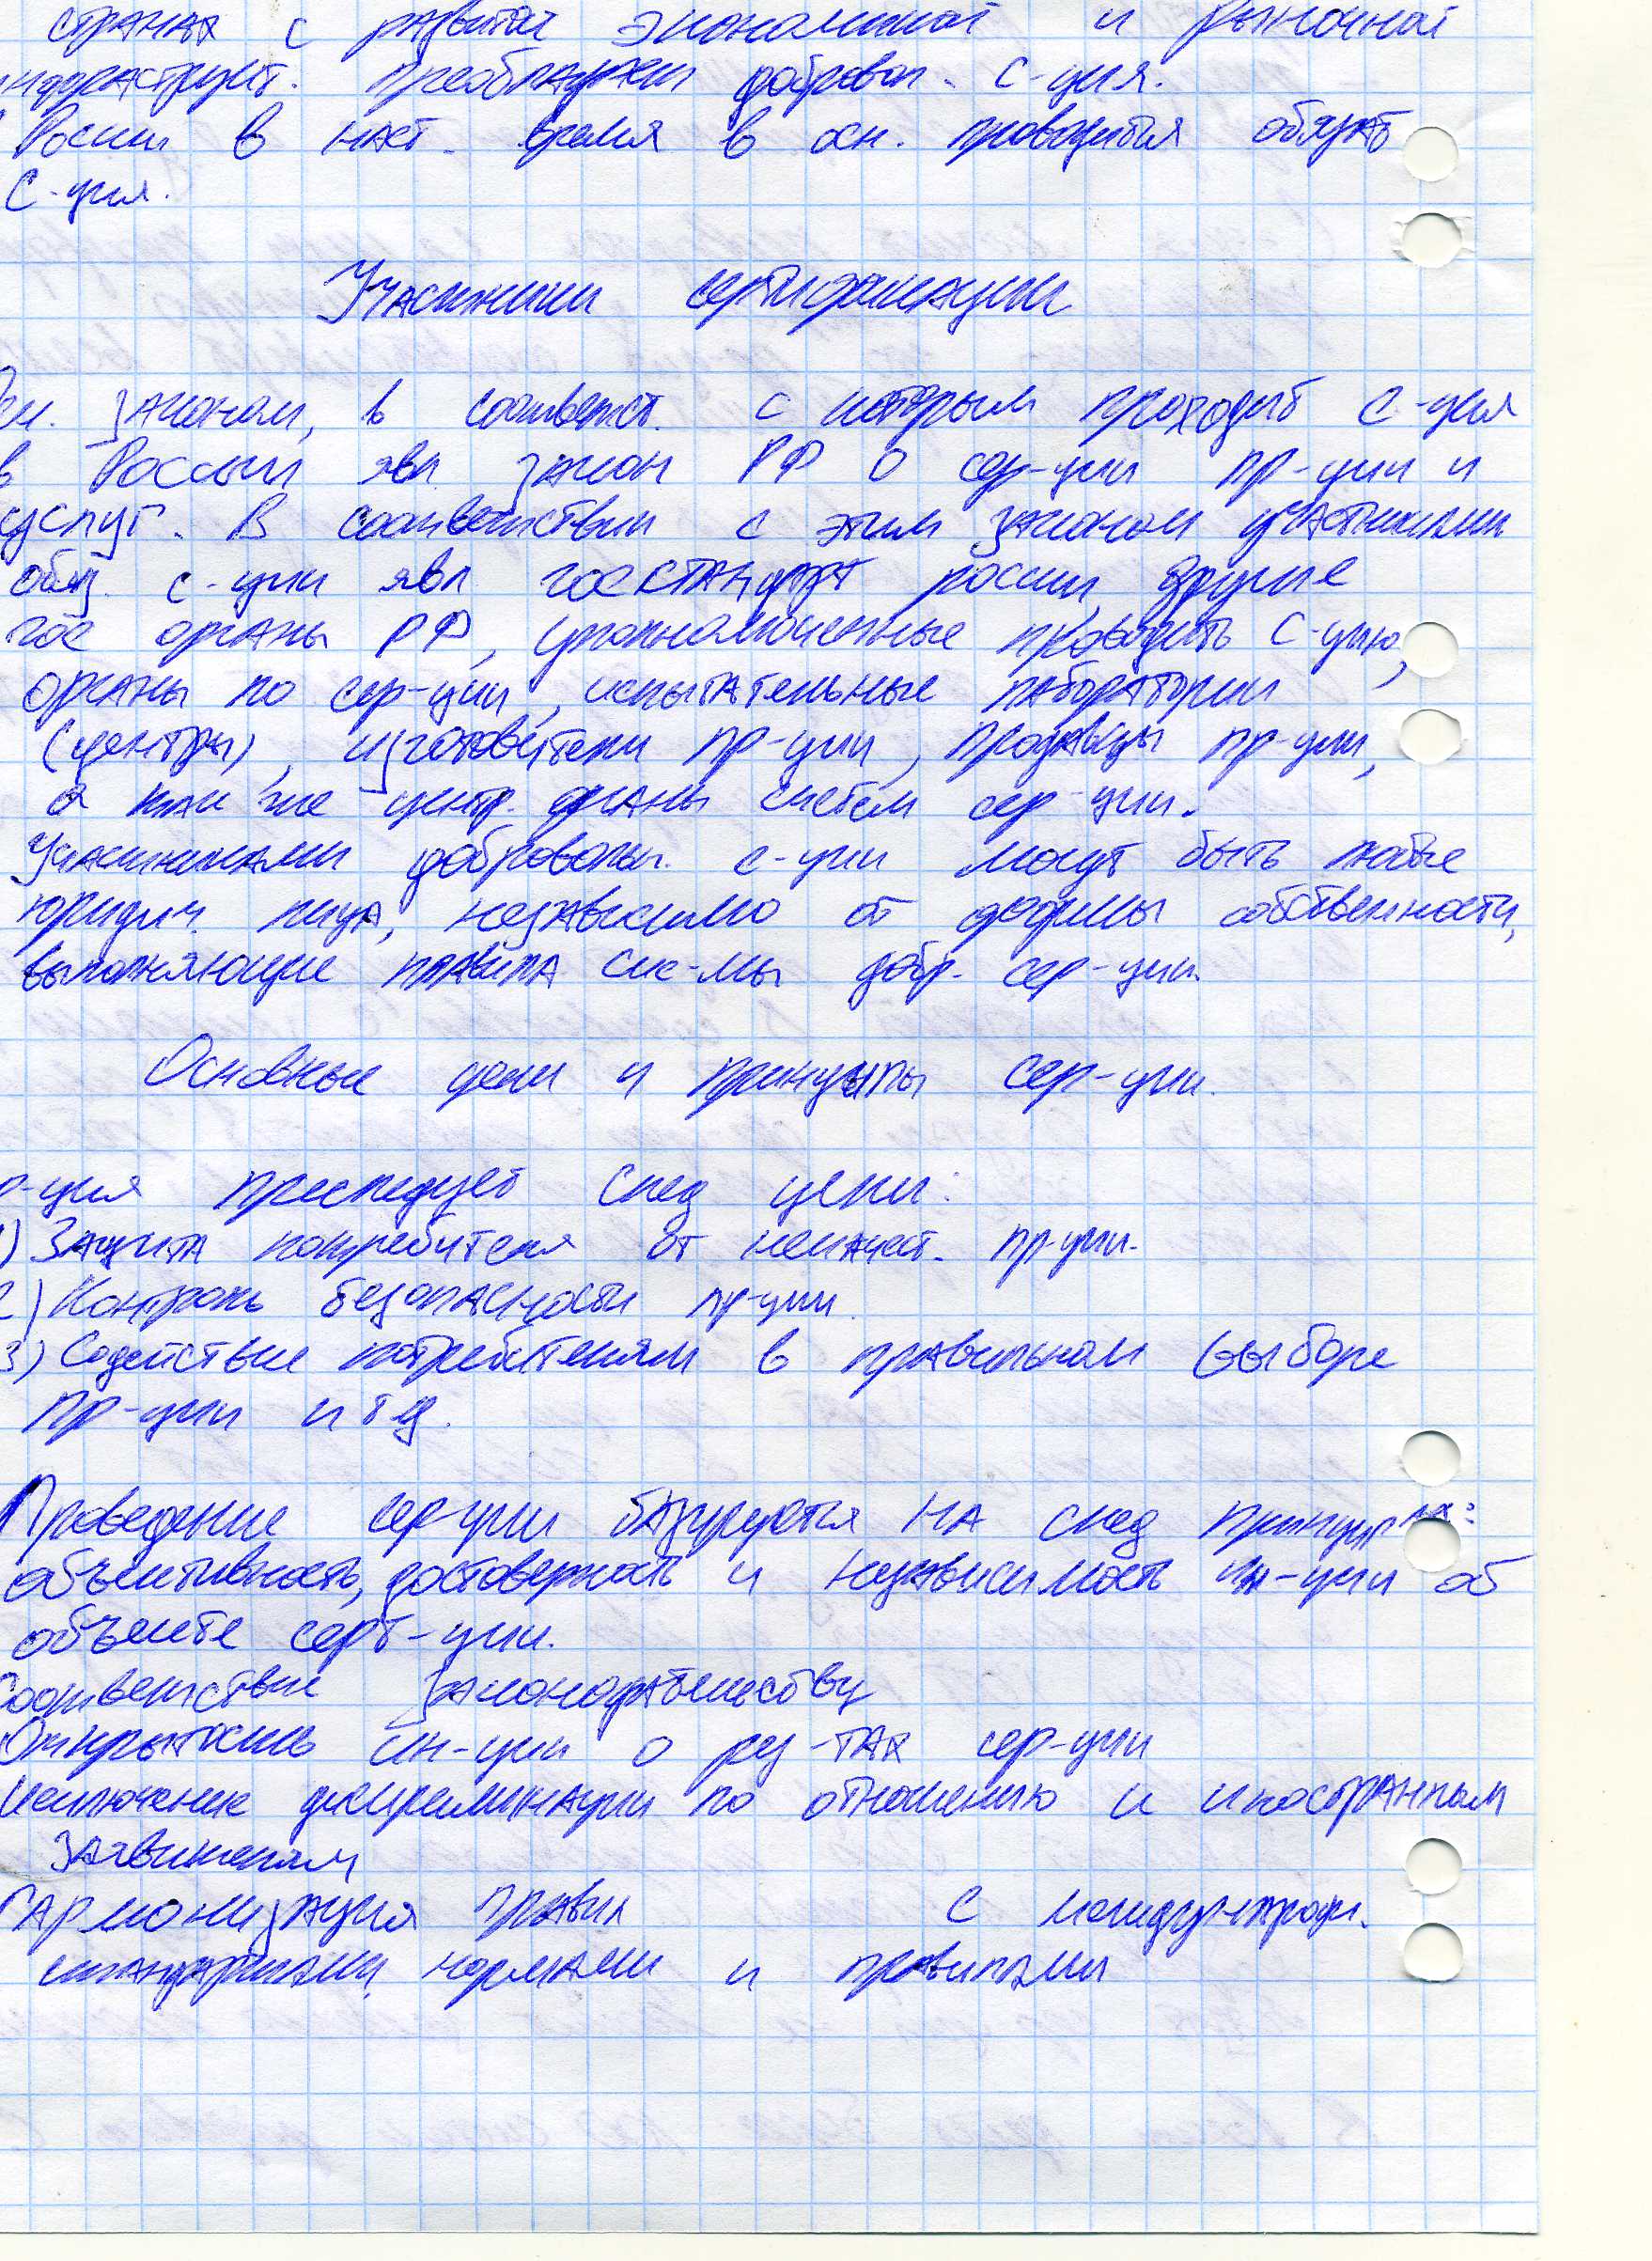 странах с развитой экономикой и рыночной
инфраструкт. преобладает добровол. с-ция.
России в наст. время в осн. проводится обязат
с-ция.
Участники сертификации
Осн. законом, в соответст. с которым проходит с-ция
в России явл закон РФ о сер-ции пр-ции и
услуг. В соответствии с этим законом участниками
обяз. с-ции явл госстандарт россии, другие
гос органы РФ, уполномоченные проводить с-цию,
органы по сер-ции, испытательные лаборатории
(центры), изготовители пр-ции, продавцы пр-ции,
а так же центр. органы систем сер-ции.
Участниками добровольн. с-ции могут быть любые
юридич. лица, независимо от формы собственности,
выполняющие правила сис-мы добр. сер-ции.
Основные цели и принципы сер-ции.
р-ция преследует след цели:
1) Защита потребителя от некачест. пр-ции.
2) Контроль безопасности пр-ции.
3) Содействие потребителям в правильном выборе
пр-ции и т д.
Проведение сер-ции базируется на след принципах:
объективность, достоверность и независимость ин-ции об
объекте серт-ции.
Соответствие законодательству
Открытость ин-ции о рез-тах сер-ции
Исключение дискриминации по отношению к иностранным
заявителям
Гармонизация правил с международн.
стандартами, нормами и правилами